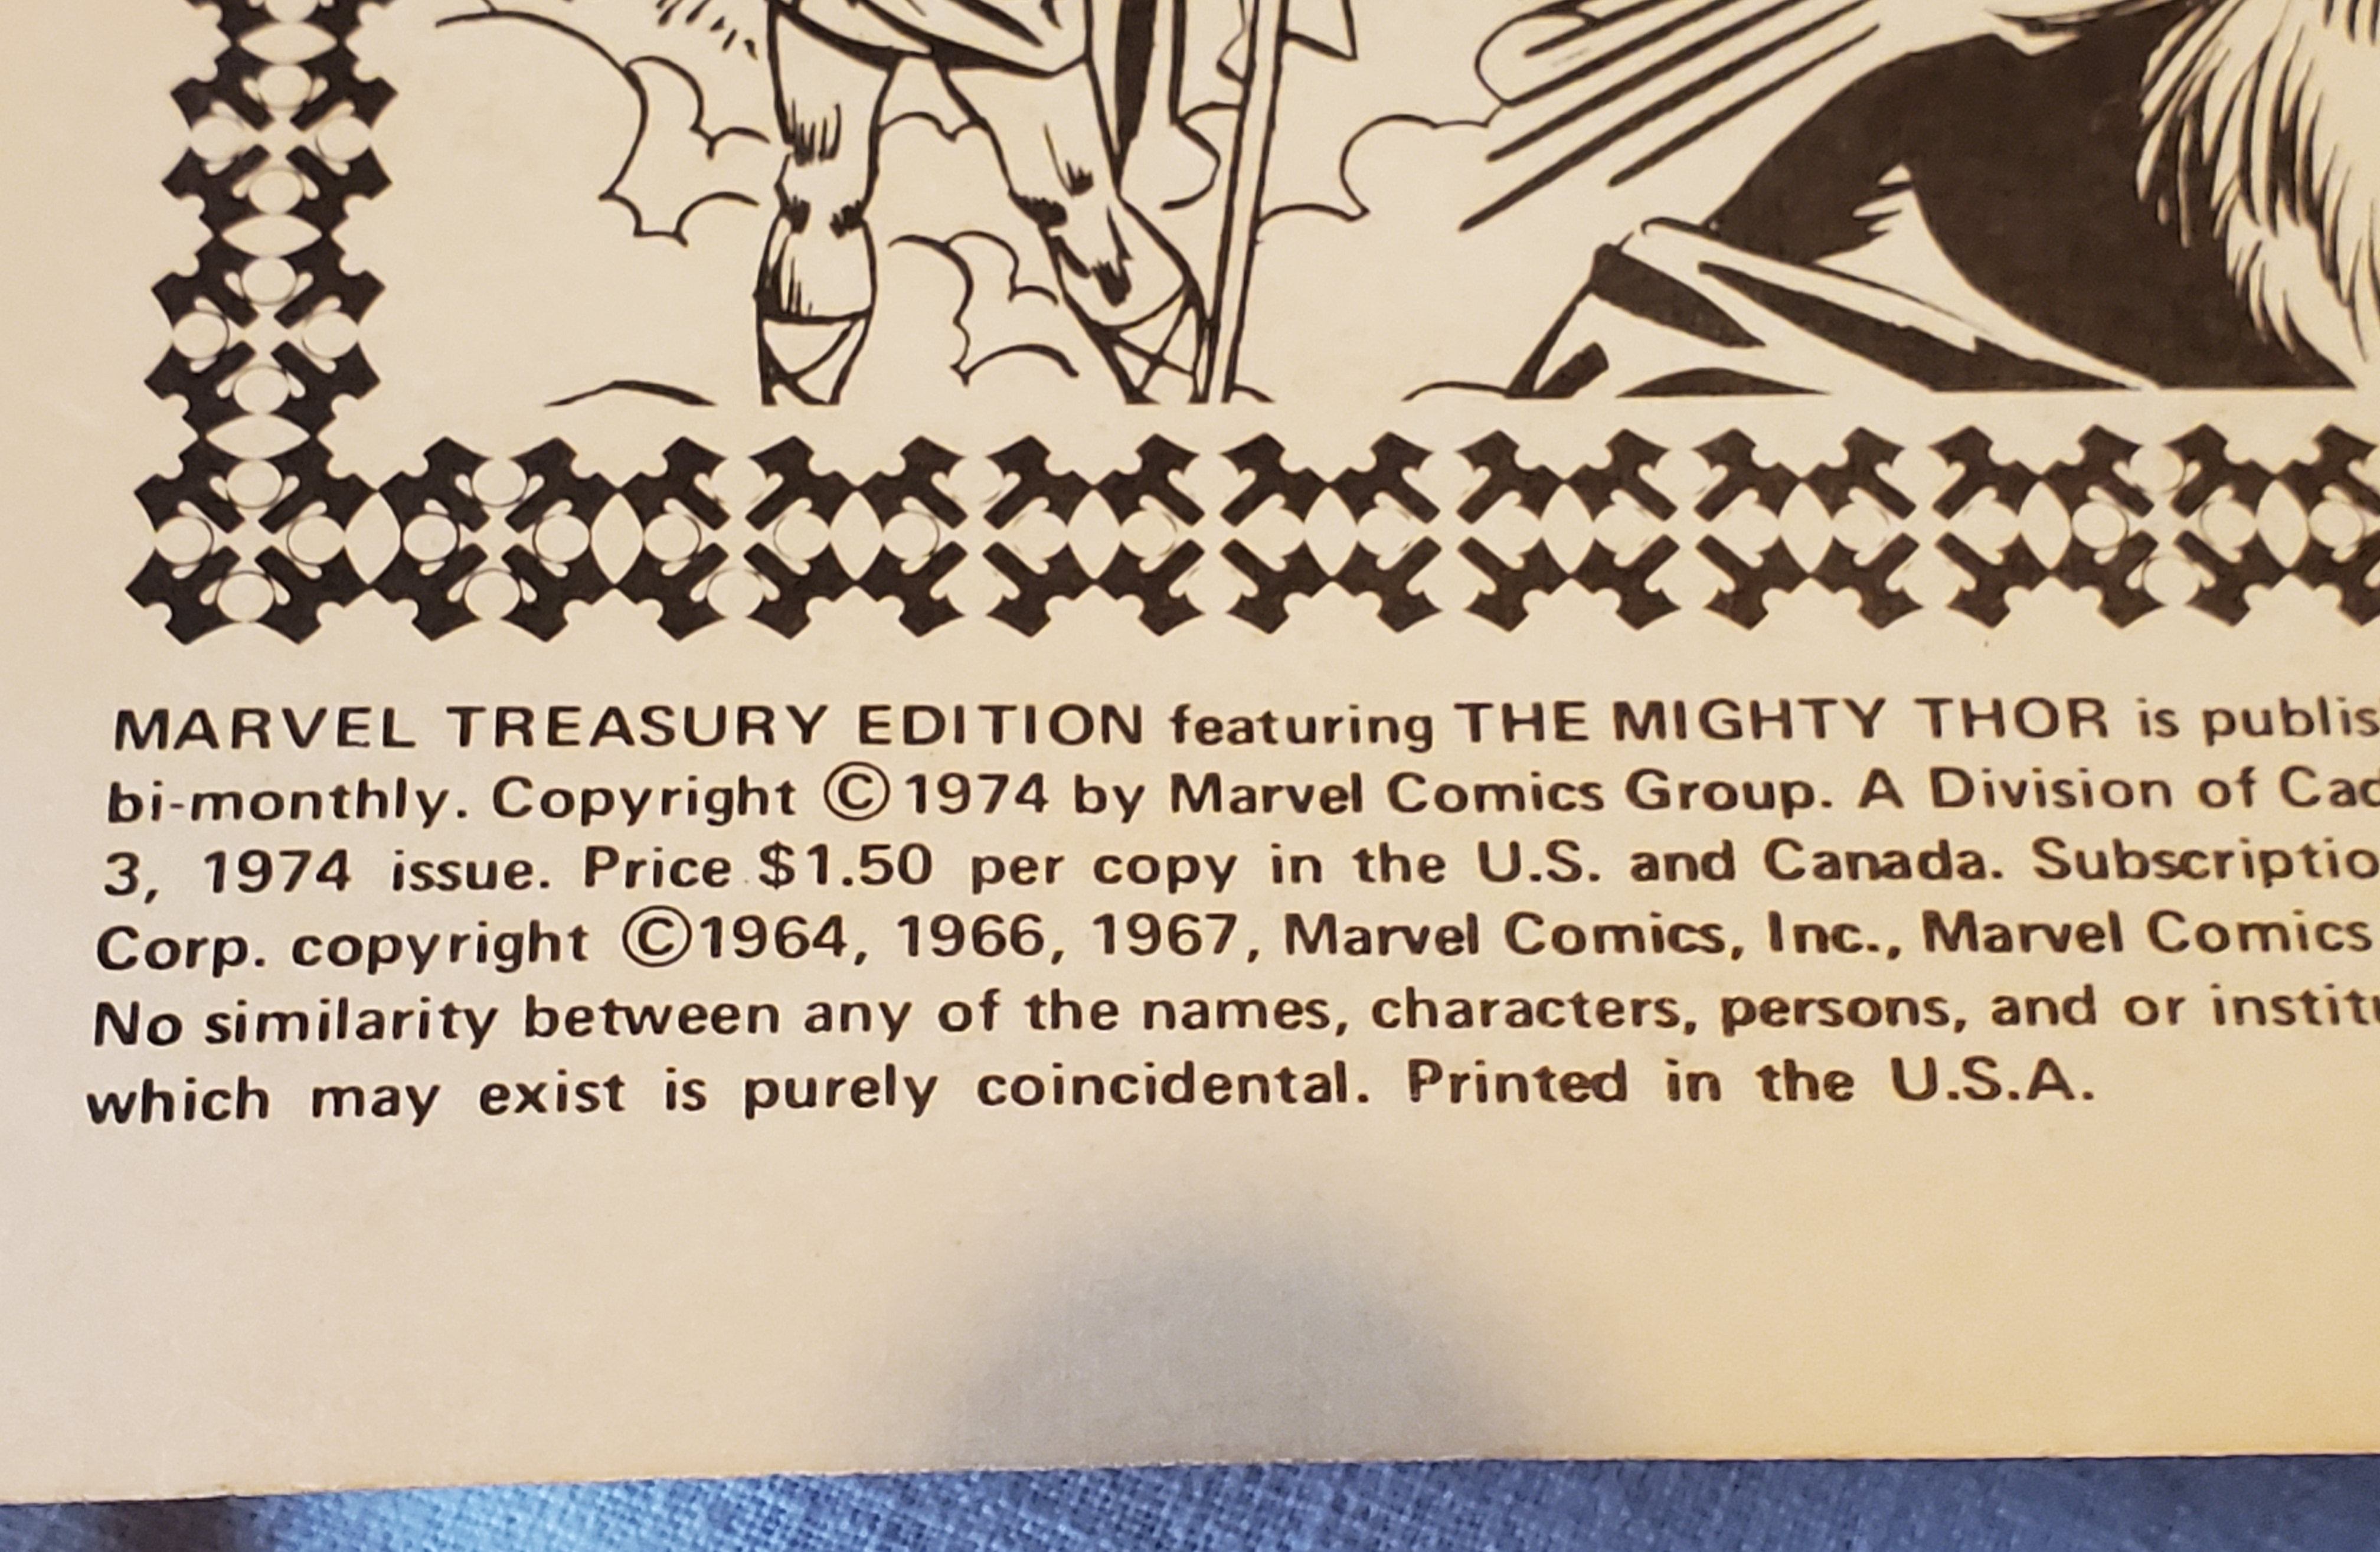 MARVEL TREASURY EDITION featuring THE MIGHTY THOR is publis
bi-monthly. Copyright ©1974 by Marvel Comics Group. A Division of Cad
3, 1974 issue. Price $1.50 per copy in the U.S. and Canada. Subscriptio
Corp. copyright ©1964, 1966, 1967, Marvel Comics, Inc., Marvel Comics
No similarity between any of the names, characters, persons, and or institu
which may exist is purely coincidental. Printed in the U.S.A.